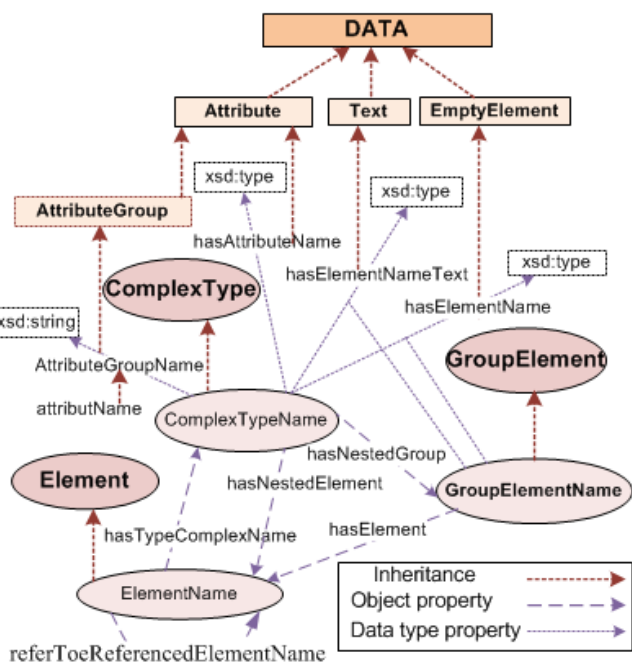 DATA
Attribute
Text
EmptyElement
xsd:type
xsd:type
AttributeGroup
hasAttributeName
xsd:type
hasElementNameText
ComplexType
hasElementName
xsd:string
GroupElement
AttributeGroupName
attributName
ComplexTypeName
hasNestedGroup
Element
hasNestedElement
GroupElementName
hasTypeComplexName
hasElement
ElementName
Inheritance
Object property
Data type property
referToeReferencedElementName